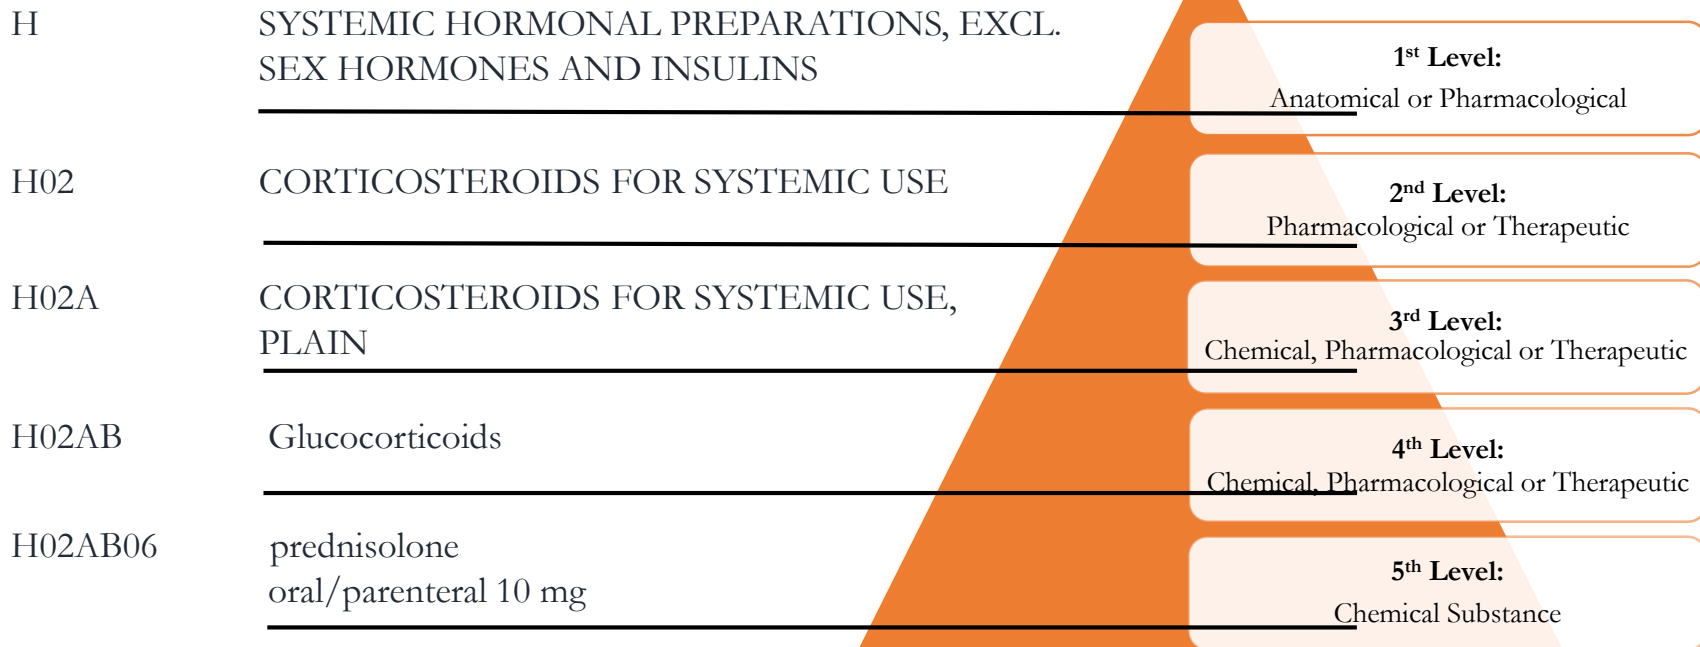 H
SYSTEMIC HORMONAL PREPARATIONS, EXCL.
SEX HORMONES AND INSULINS
1st Level:
Anatomical or Pharmacological
H02
CORTICOSTEROIDS FOR SYSTEMIC USE
2nd Level:
Pharmacological or Therapeutic
H02A
CORTICOSTEROIDS FOR SYSTEMIC USE,
PLAIN
3rd Level:
Chemical, Pharmacological or Therapeutic
H02AB
Glucocorticoids
4th Level:
Chemical, Pharmacological or Therapeutic
H02AB06
prednisolone
oral/parenteral 10 mg
5th Level:
Chemical Substance